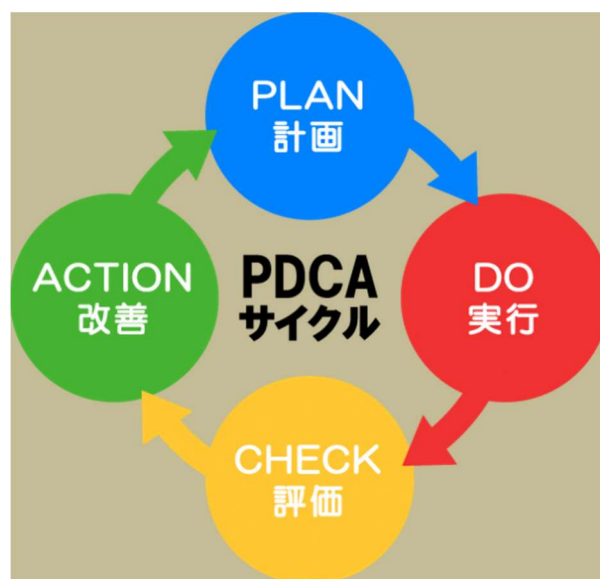 PLAN
計画
DO
実行
CHECK
評価
ACTION
改善
PDCA
サイクル